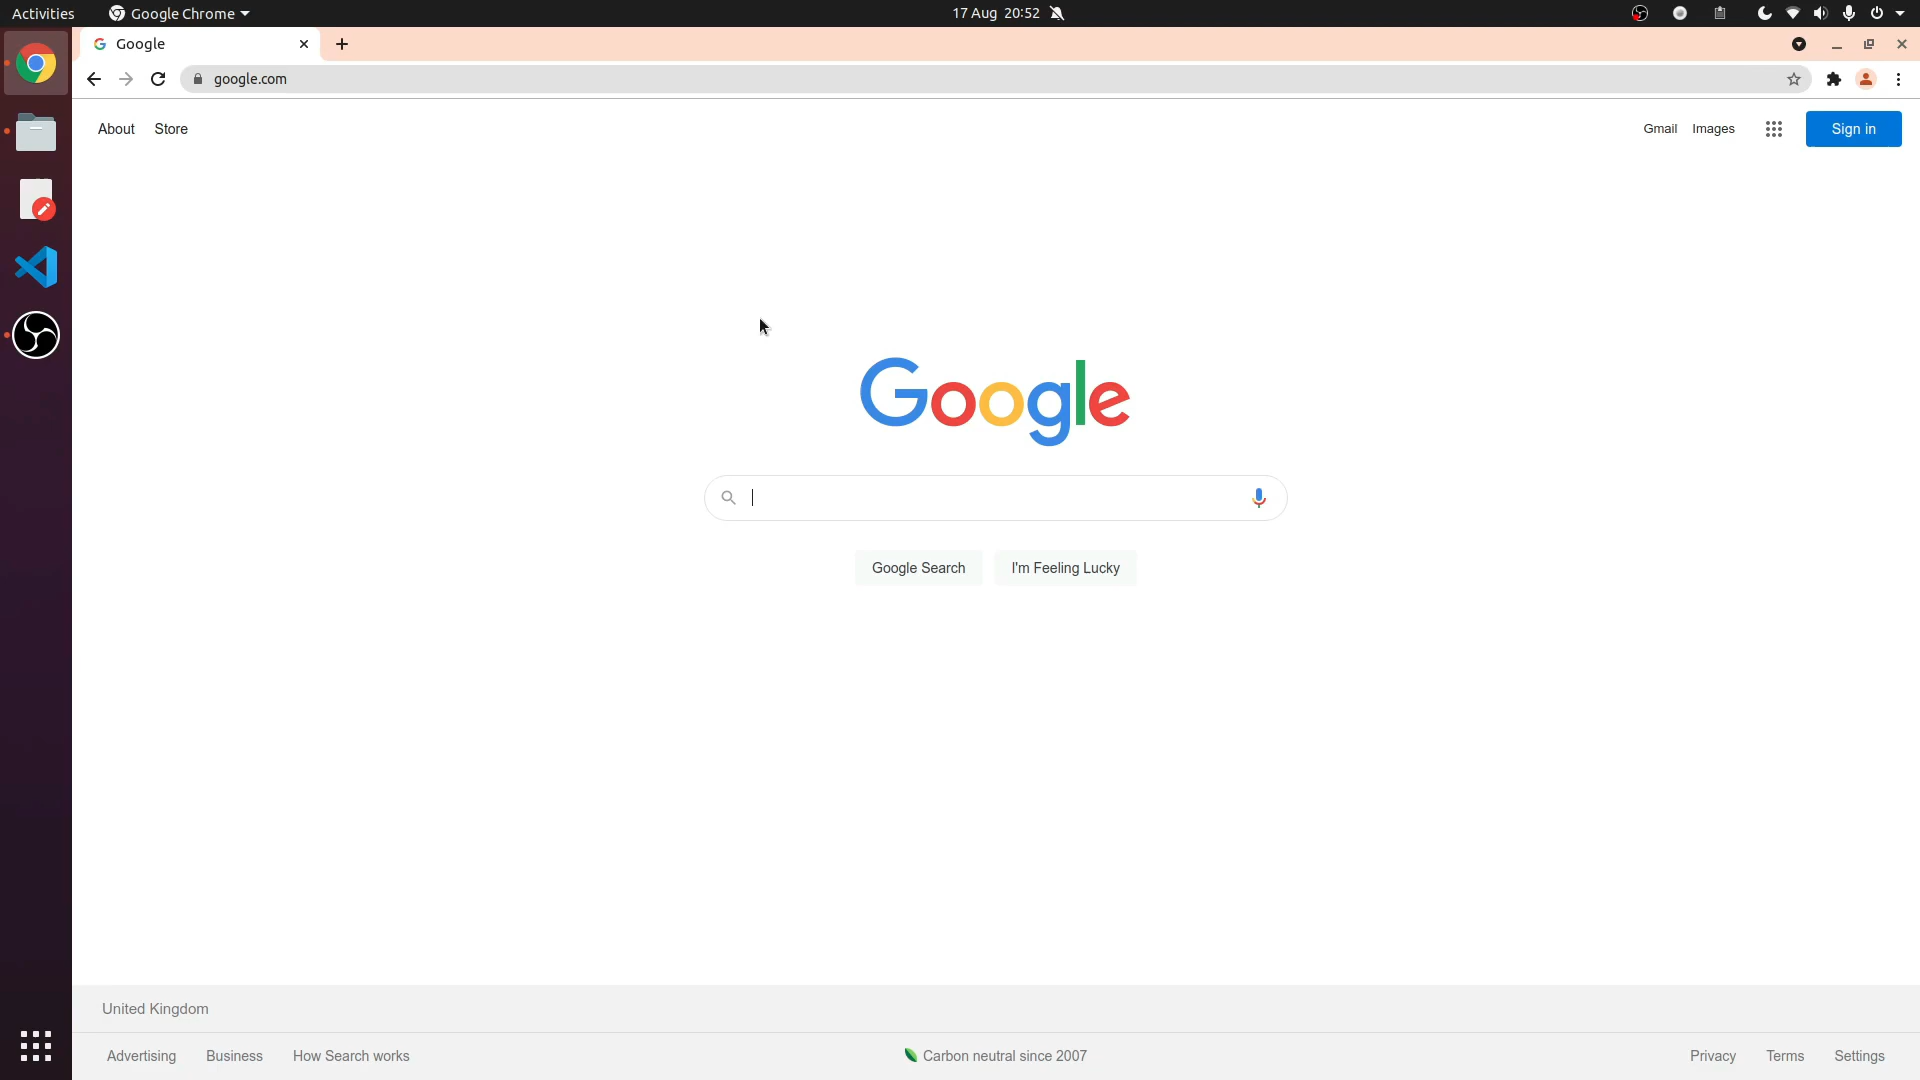 Activities Google Chrome 17 Aug 20:52
Google
google.com
About Store Gmail Images Sign in
Google
Google Search I'm Feeling Lucky
United Kingdom
Advertising Business How Search works Carbon neutral since 2007 Privacy Terms Settings